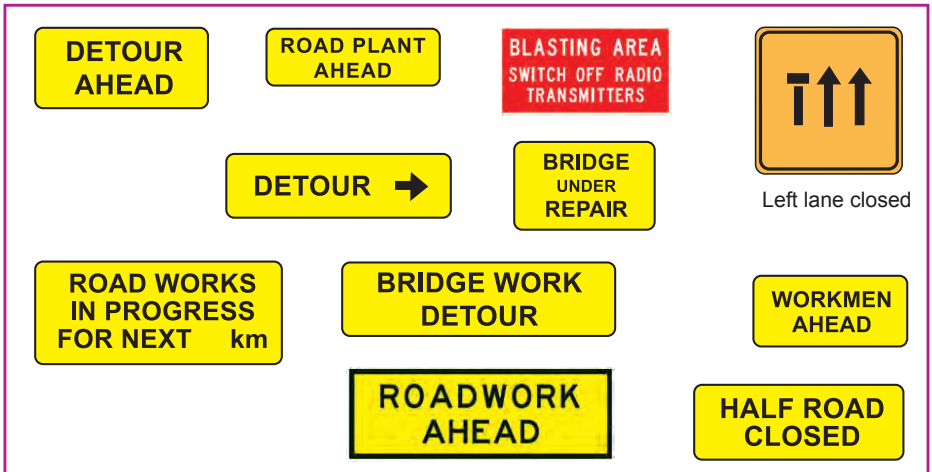 DETOUR
AHEAD
ROAD PLANT
AHEAD
BLASTING AREA
SWITCH OFF RADIO
TRANSMITTERS
Left lane closed
DETOUR
BRIDGE
UNDER
REPAIR
ROAD WORKS
IN PROGRESS
FOR NEXT km
BRIDGE WORK
DETOUR
WORKMEN
AHEAD
ROADWORK
AHEAD
HALF ROAD
CLOSED